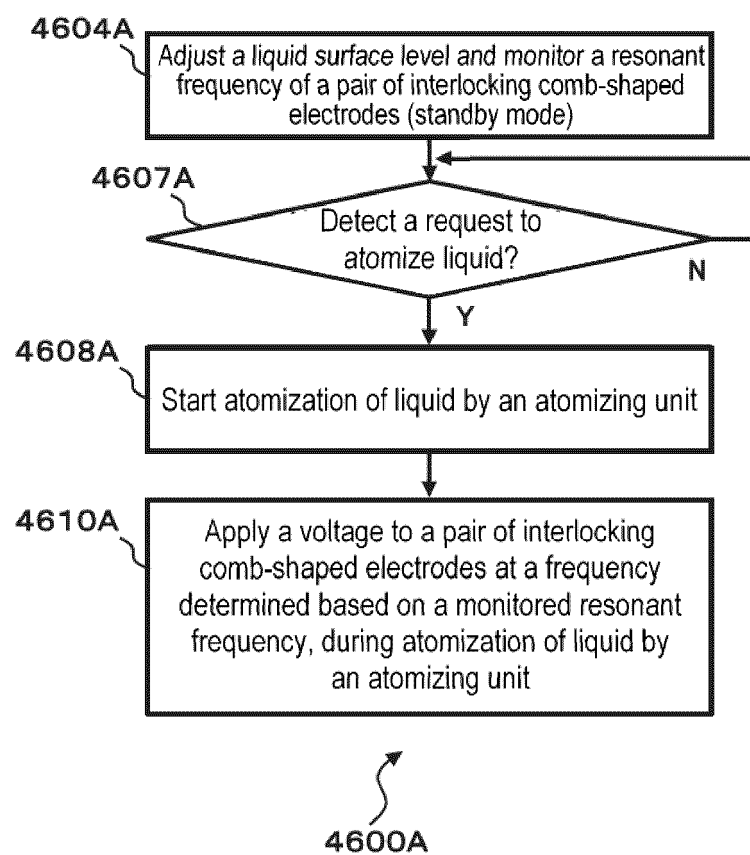 4604A
Adjust a liquid surface level and monitor a resonant
frequency of a pair of interlocking comb-shaped
electrodes (standby mode)
4607A
Detect a request to
atomize liquid?
N
Y
4608A
Start atomization of liquid by an atomizing unit
4610A
Apply a voltage to a pair of interlocking
comb-shaped electrodes at a frequency
determined based on a monitored resonant
frequency, during atomization of liquid by
an atomizing unit
4600A